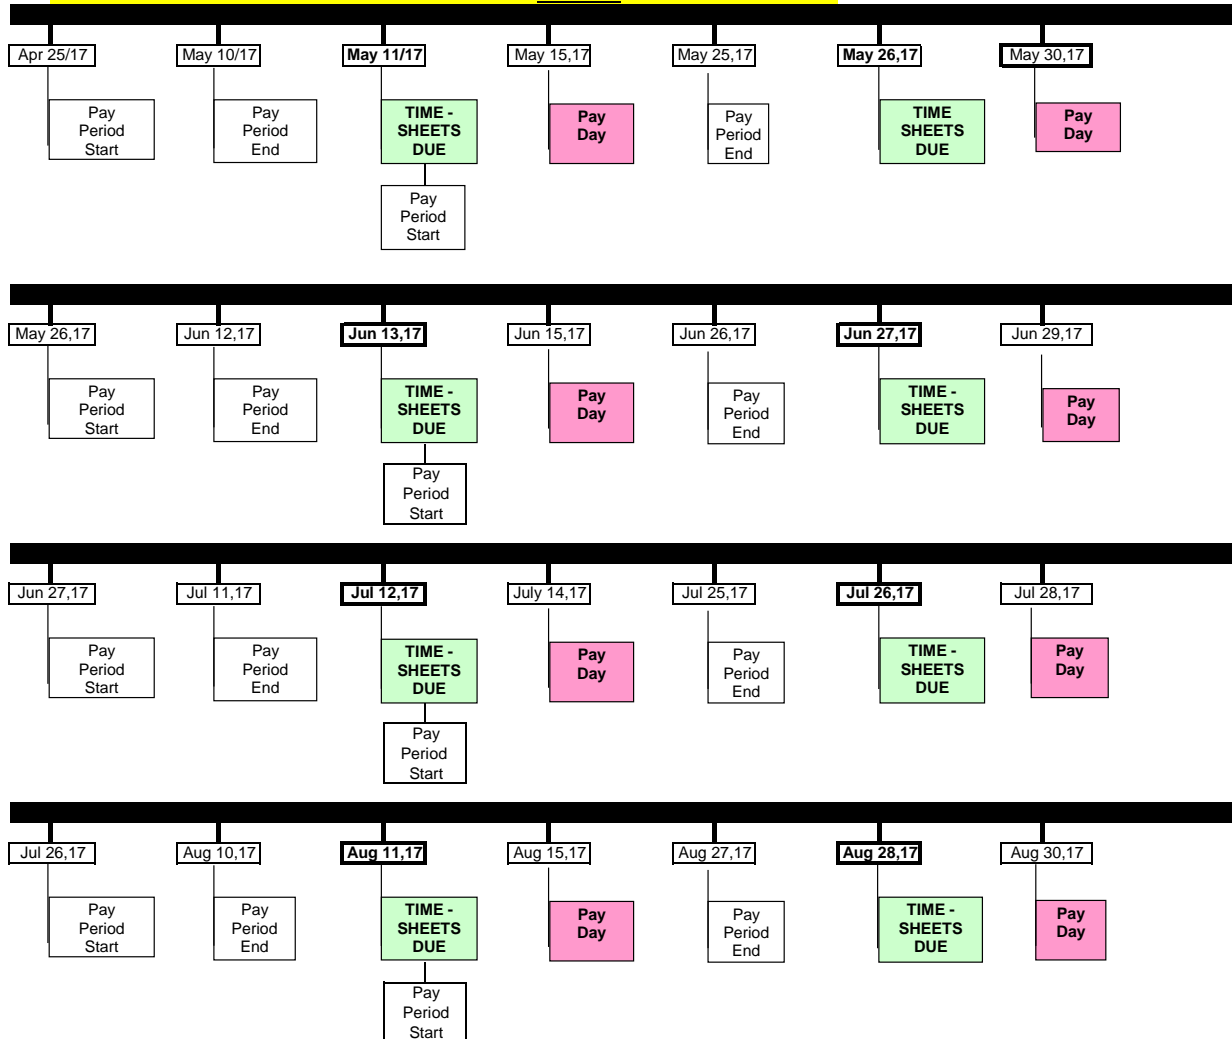 Apr 25/17 May 10/17 May 11/17 May 15,17 May 25,17 May 26,17 May 30,17
Pay
Period
Start
Pay
Period
End
TIME -
SHEETS
DUE
Pay
Day
Pay
Period
End
TIME
SHEETS
DUE
Pay
Day
Pay
Period
Start
May 26,17 Jun 12,17 Jun 13,17 Jun 15,17 Jun 26,17 Jun 27,17 Jun 29,17
Pay
Period
Start
Pay
Period
End
TIME -
SHEETS
DUE
Pay
Day
Pay
Period
End
TIME -
SHEETS
DUE
Pay
Day
Pay
Period
Start
Jun 27,17 Jul 11,17 Jul 12,17 July 14,17 Jul 25,17 Jul 26,17 Jul 28,17
Pay
Period
Start
Pay
Period
End
TIME -
SHEETS
DUE
Pay
Day
Pay
Period
End
TIME -
SHEETS
DUE
Pay
Day
Pay
Period
Start
Jul 26,17 Aug 10,17 Aug 11,17 Aug 15,17 Aug 27,17 Aug 28,17 Aug 30,17
Pay
Period
Start
Pay
Period
End
TIME -
SHEETS
DUE
Pay
Day
Pay
Period
End
TIME -
SHEETS
DUE
Pay
Day
Pay
Period
Start